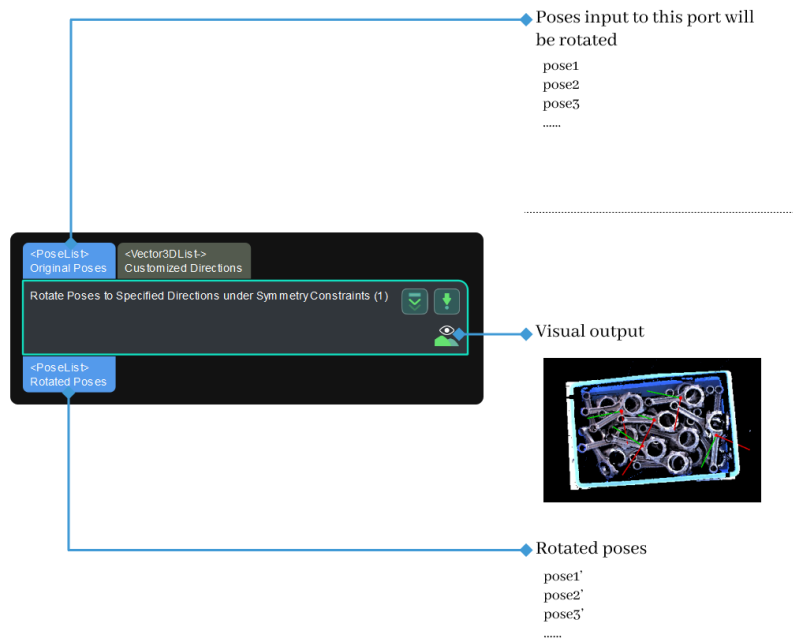 Poses input to this port will
be rotated
pose1
pose2
pose3
......
<PoseList>
Original Poses
<Vector3DList->
Customized Directions
Rotate Poses to Specified Directions under Symmetry Constraints (1)
Visual output
<PoseList>
Rotated Poses
Rotated poses
pose1’
pose2’
pose3’
......